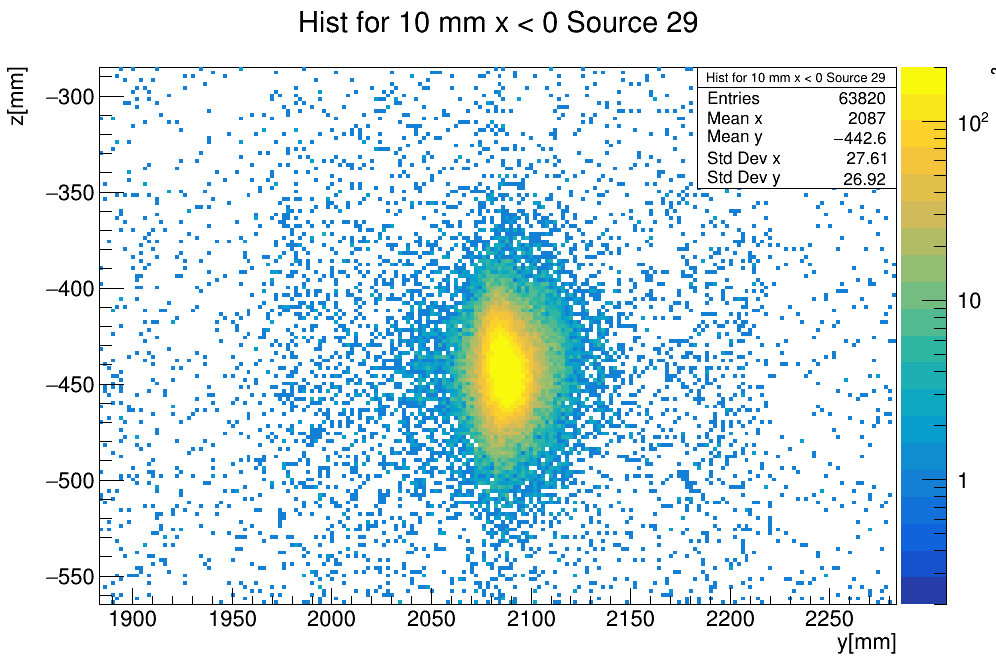 Hist for 10 mm x < 0 Source 29
z[mm]
Hist for 10 mm x < 0 Source 29
Entries 63820
Mean x 2087
Mean y −442.6
Std Dev x 27.61
Std Dev y 26.92
−300
−350
−400
−450
−500
−550
10²
10
1
1900 1950 2000 2050 2100 2150 2200 2250
y[mm]